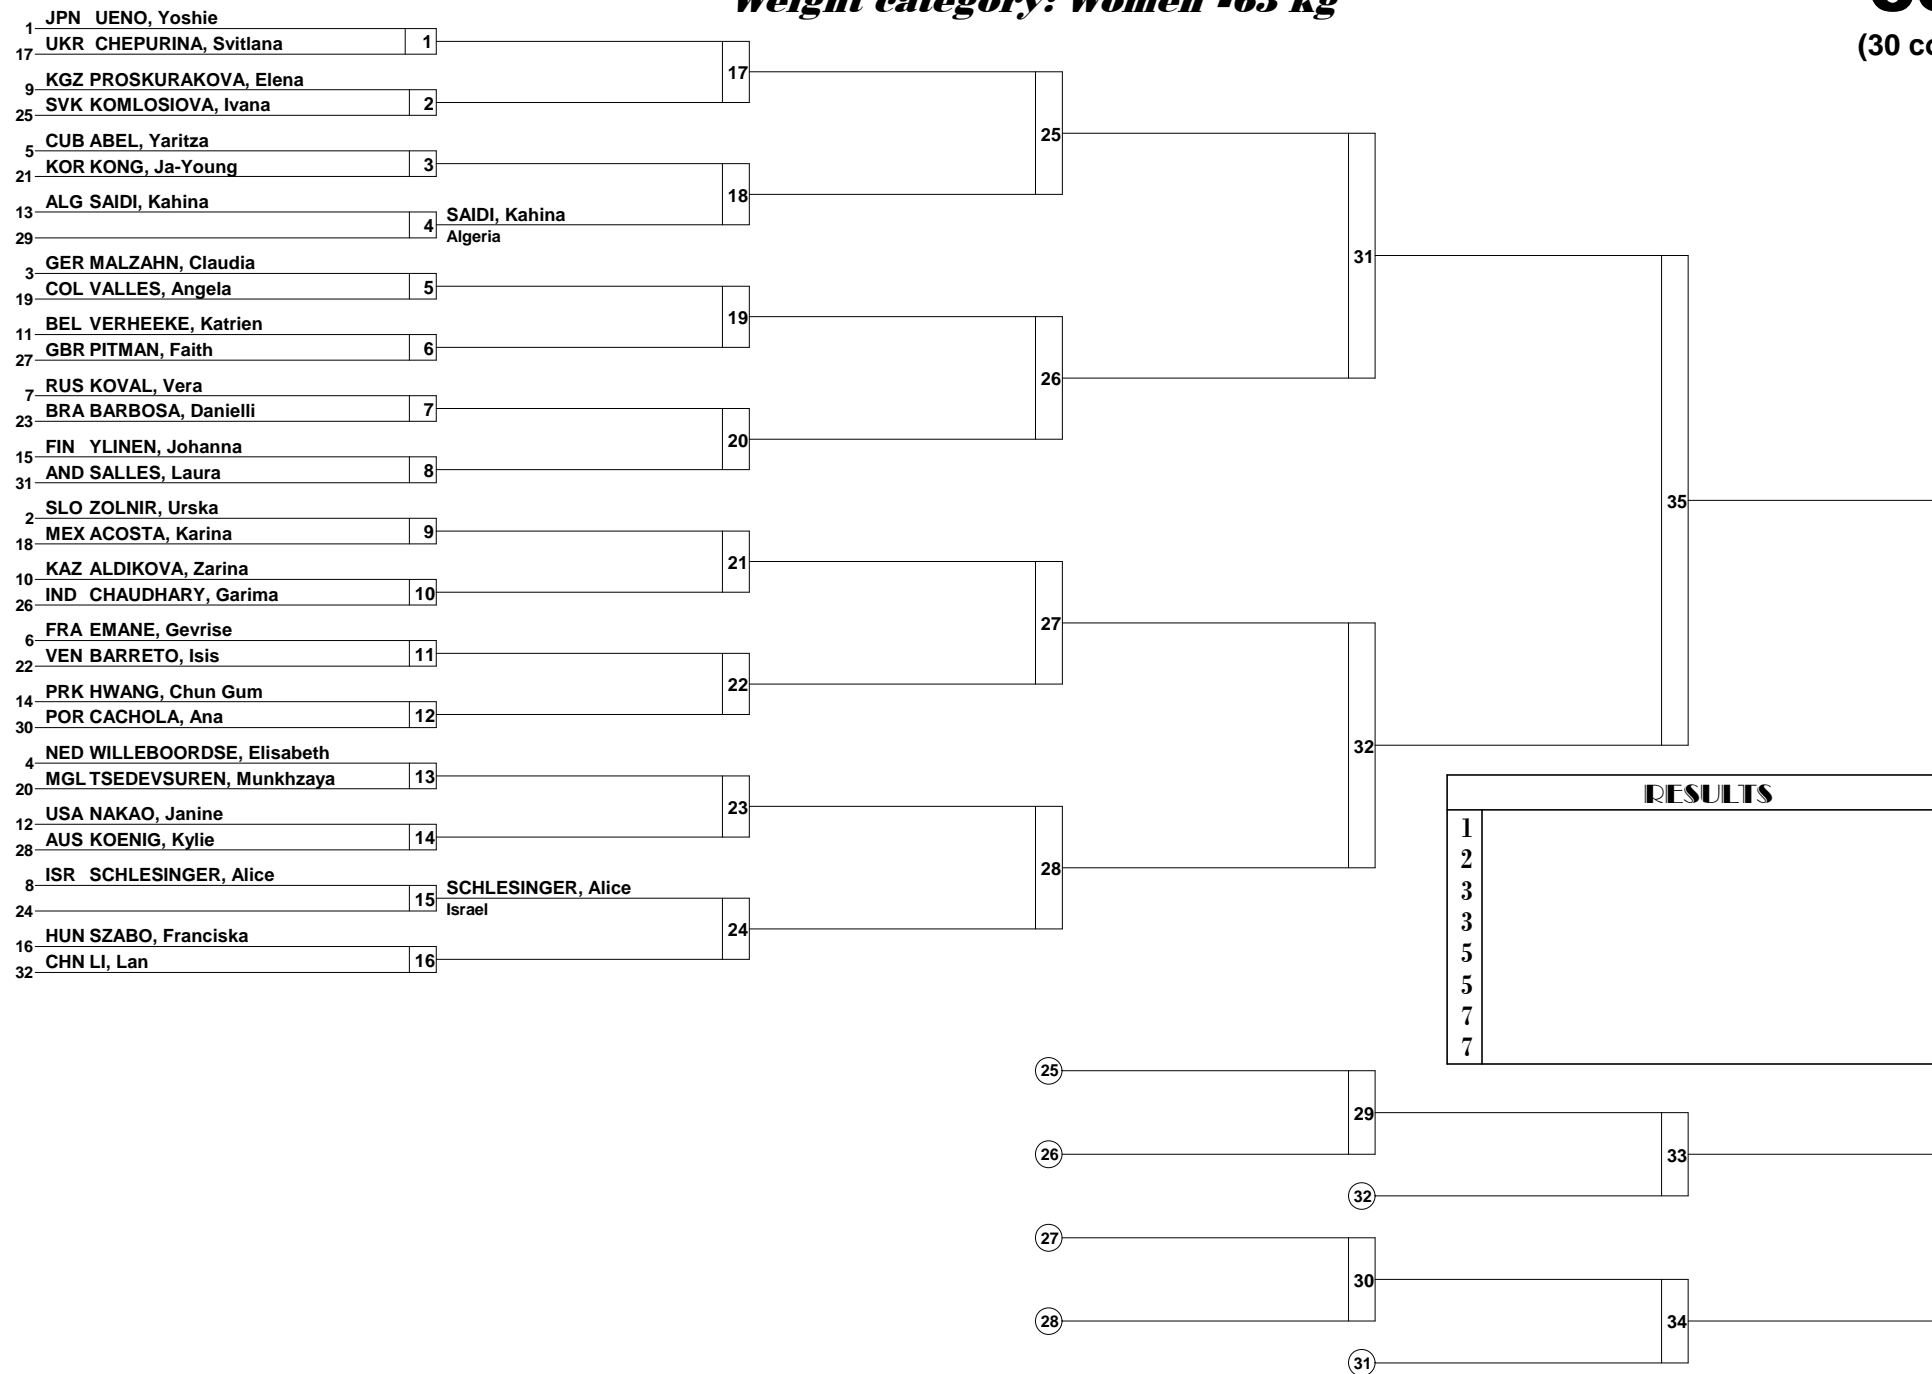 Weight category: Women -63 kg
(30 co
1 JPN UENO, Yoshie
17 UKR CHEPURINA, Svitlana
1
9 KGZ PROSKURAKOVA, Elena
25 SVK KOMLOSIOVA, Ivana
2
17
5 CUB ABEL, Yaritza
21 KOR KONG, Ja-Young
3
13 ALG SAIDI, Kahina
29
4
SAIDI, Kahina
Algeria
18
25
3 GER MALZAHN, Claudia
19 COL VALLES, Angela
5
11 BEL VERHEEKE, Katrien
27 GBR PITMAN, Faith
6
19
7 RUS KOVAL, Vera
23 BRA BARBOSA, Danielli
7
15 FIN YLINEN, Johanna
31 AND SALLES, Laura
8
20
26
31
2 SLO ZOLNIR, Urska
18 MEX ACOSTA, Karina
9
10 KAZ ALDIKOVA, Zarina
26 IND CHAUDHARY, Garima
10
21
6 FRA EMANE, Gevrise
22 VEN BARRETO, Isis
11
14 PRK HWANG, Chun Gum
30 POR CACHOLA, Ana
12
22
27
4 NED WILLEBOORDSE, Elisabeth
20 MGL TSEDEVSUREN, Munkhzaya
13
12 USA NAKAO, Janine
28 AUS KOENIG, Kylie
14
23
8 ISR SCHLESINGER, Alice
24
15
SCHLESINGER, Alice
Israel
16 HUN SZABO, Franciska
32 CHN LI, Lan
16
24
28
32
35
RESULTS
1
2
3
3
5
5
7
7
25
26
29
32
33
27
28
30
31
34